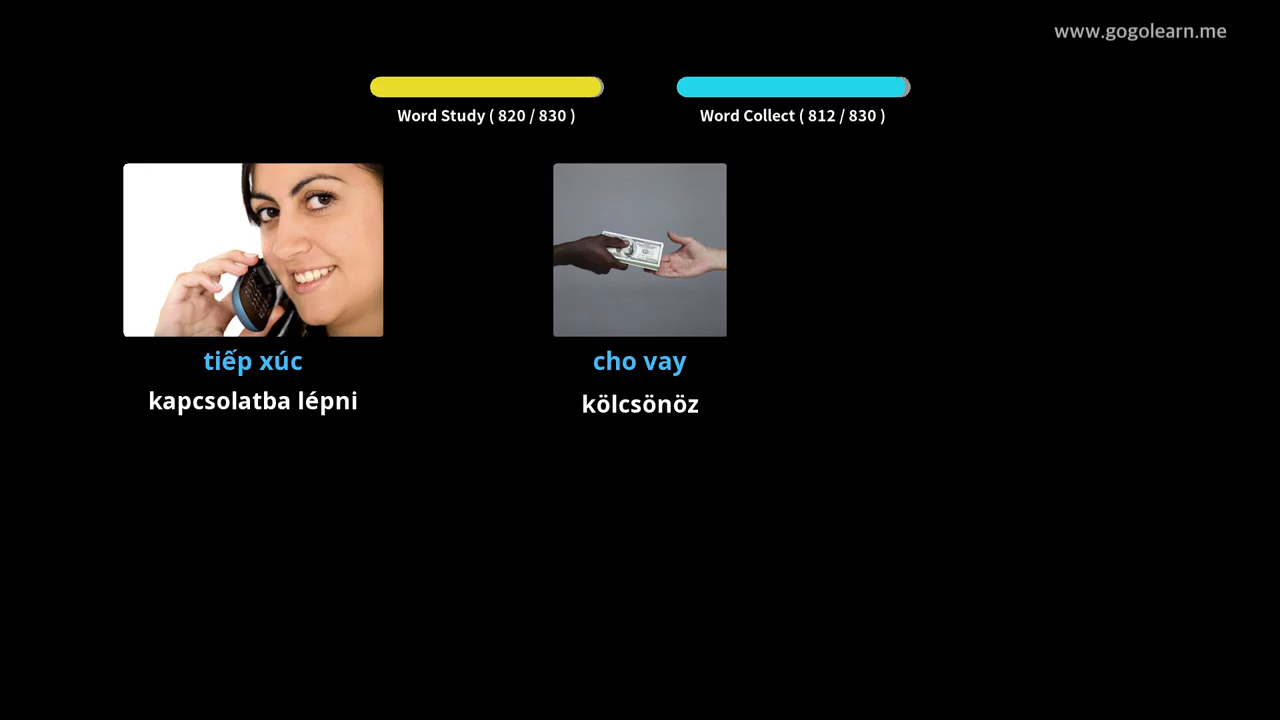 www.gogolearn.me
Word Study ( 820 / 830 )
Word Collect ( 812 / 830 )
tiếp xúc
kapcsolatba lépni
cho vay
kölcsönöz